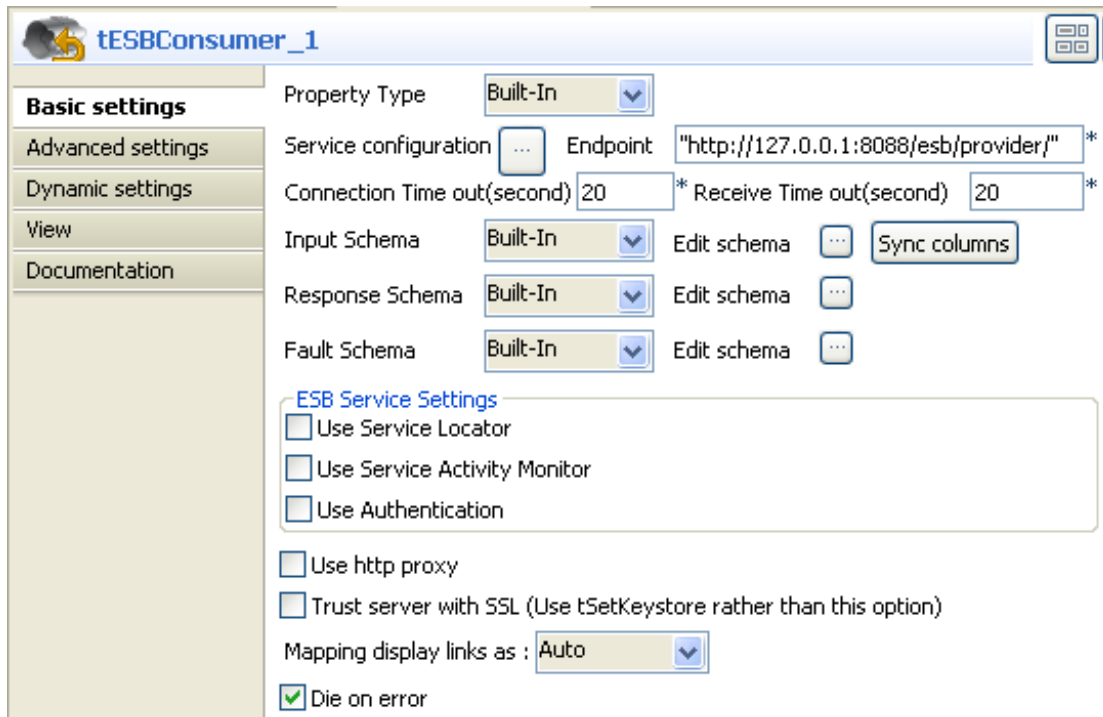 tESBConsumer_1
Basic settings
Advanced settings
Dynamic settings
View
Documentation
Property Type Built-In
Service configuration ... Endpoint "http://127.0.0.1:8088/esb/provider/" *
Connection Time out(second) 20 * Receive Time out(second) 20 *
Input Schema Built-In Edit schema ... Sync columns
Response Schema Built-In Edit schema ...
Fault Schema Built-In Edit schema ...
ESB Service Settings
Use Service Locator
Use Service Activity Monitor
Use Authentication
Use http proxy
Trust server with SSL (Use tSetKeystore rather than this option)
Mapping display links as : Auto
Die on error